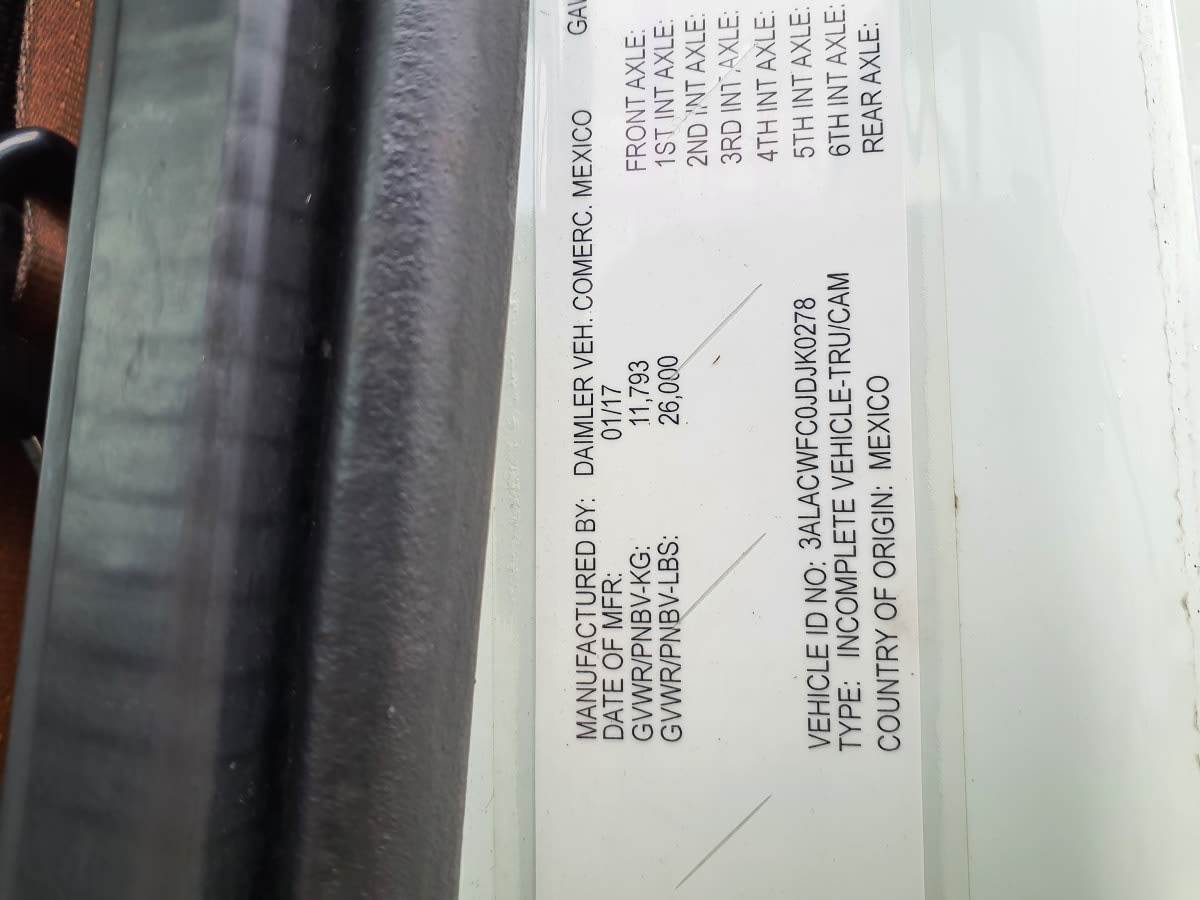 MANUFACTURED BY: DAIMLER VEH. COMERC. MEXICO
DATE OF MFR: 01/17
GVWR/PNBV-KG: 11,793
GVWR/PNBV-LBS: 26,000
VEHICLE ID NO: 3ALACWFC0JDJK0278
TYPE: INCOMPLETE VEHICLE-TRU/CAM
COUNTRY OF ORIGIN: MEXICO
FRONT AXLE:
1ST INT AXLE:
2ND INT AXLE:
3RD INT AXLE:
4TH INT AXLE:
5TH INT AXLE:
6TH INT AXLE:
REAR AXLE: